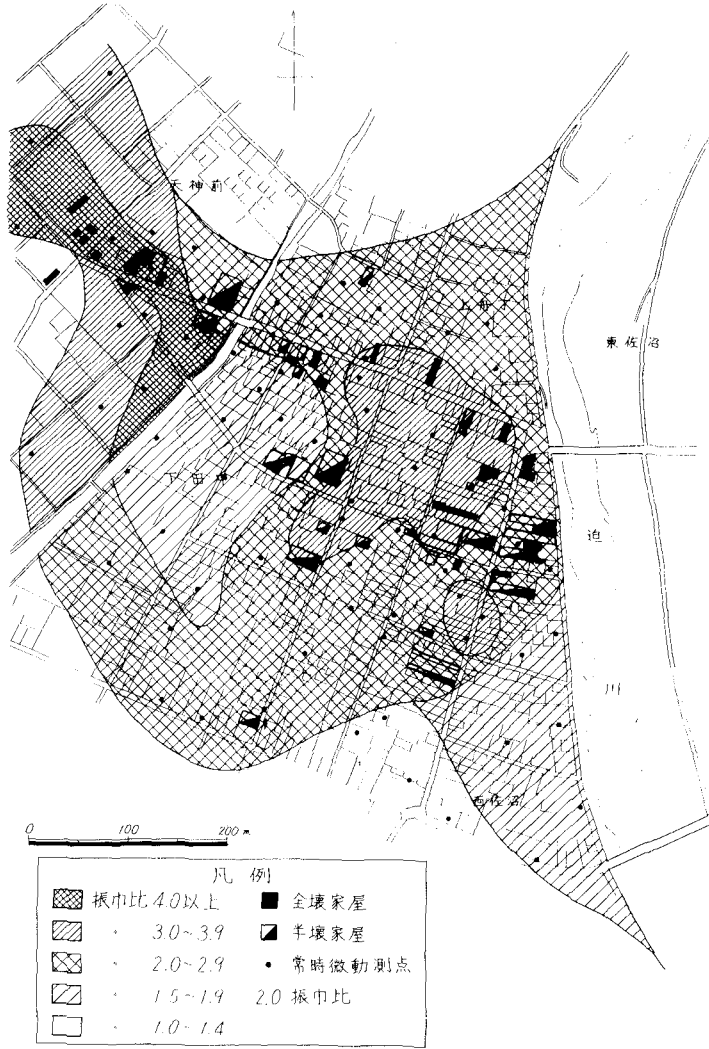 天神前
東佐沼
下田中
迫
川
西佐沼
0 100 200 m
凡例
振巾比 4.0以上
〃 3.0~3.9
〃 2.0~2.9
〃 1.5~1.9
〃 1.0~1.4
全壊家屋
半壊家屋
常時微動測点
2.0 振巾比